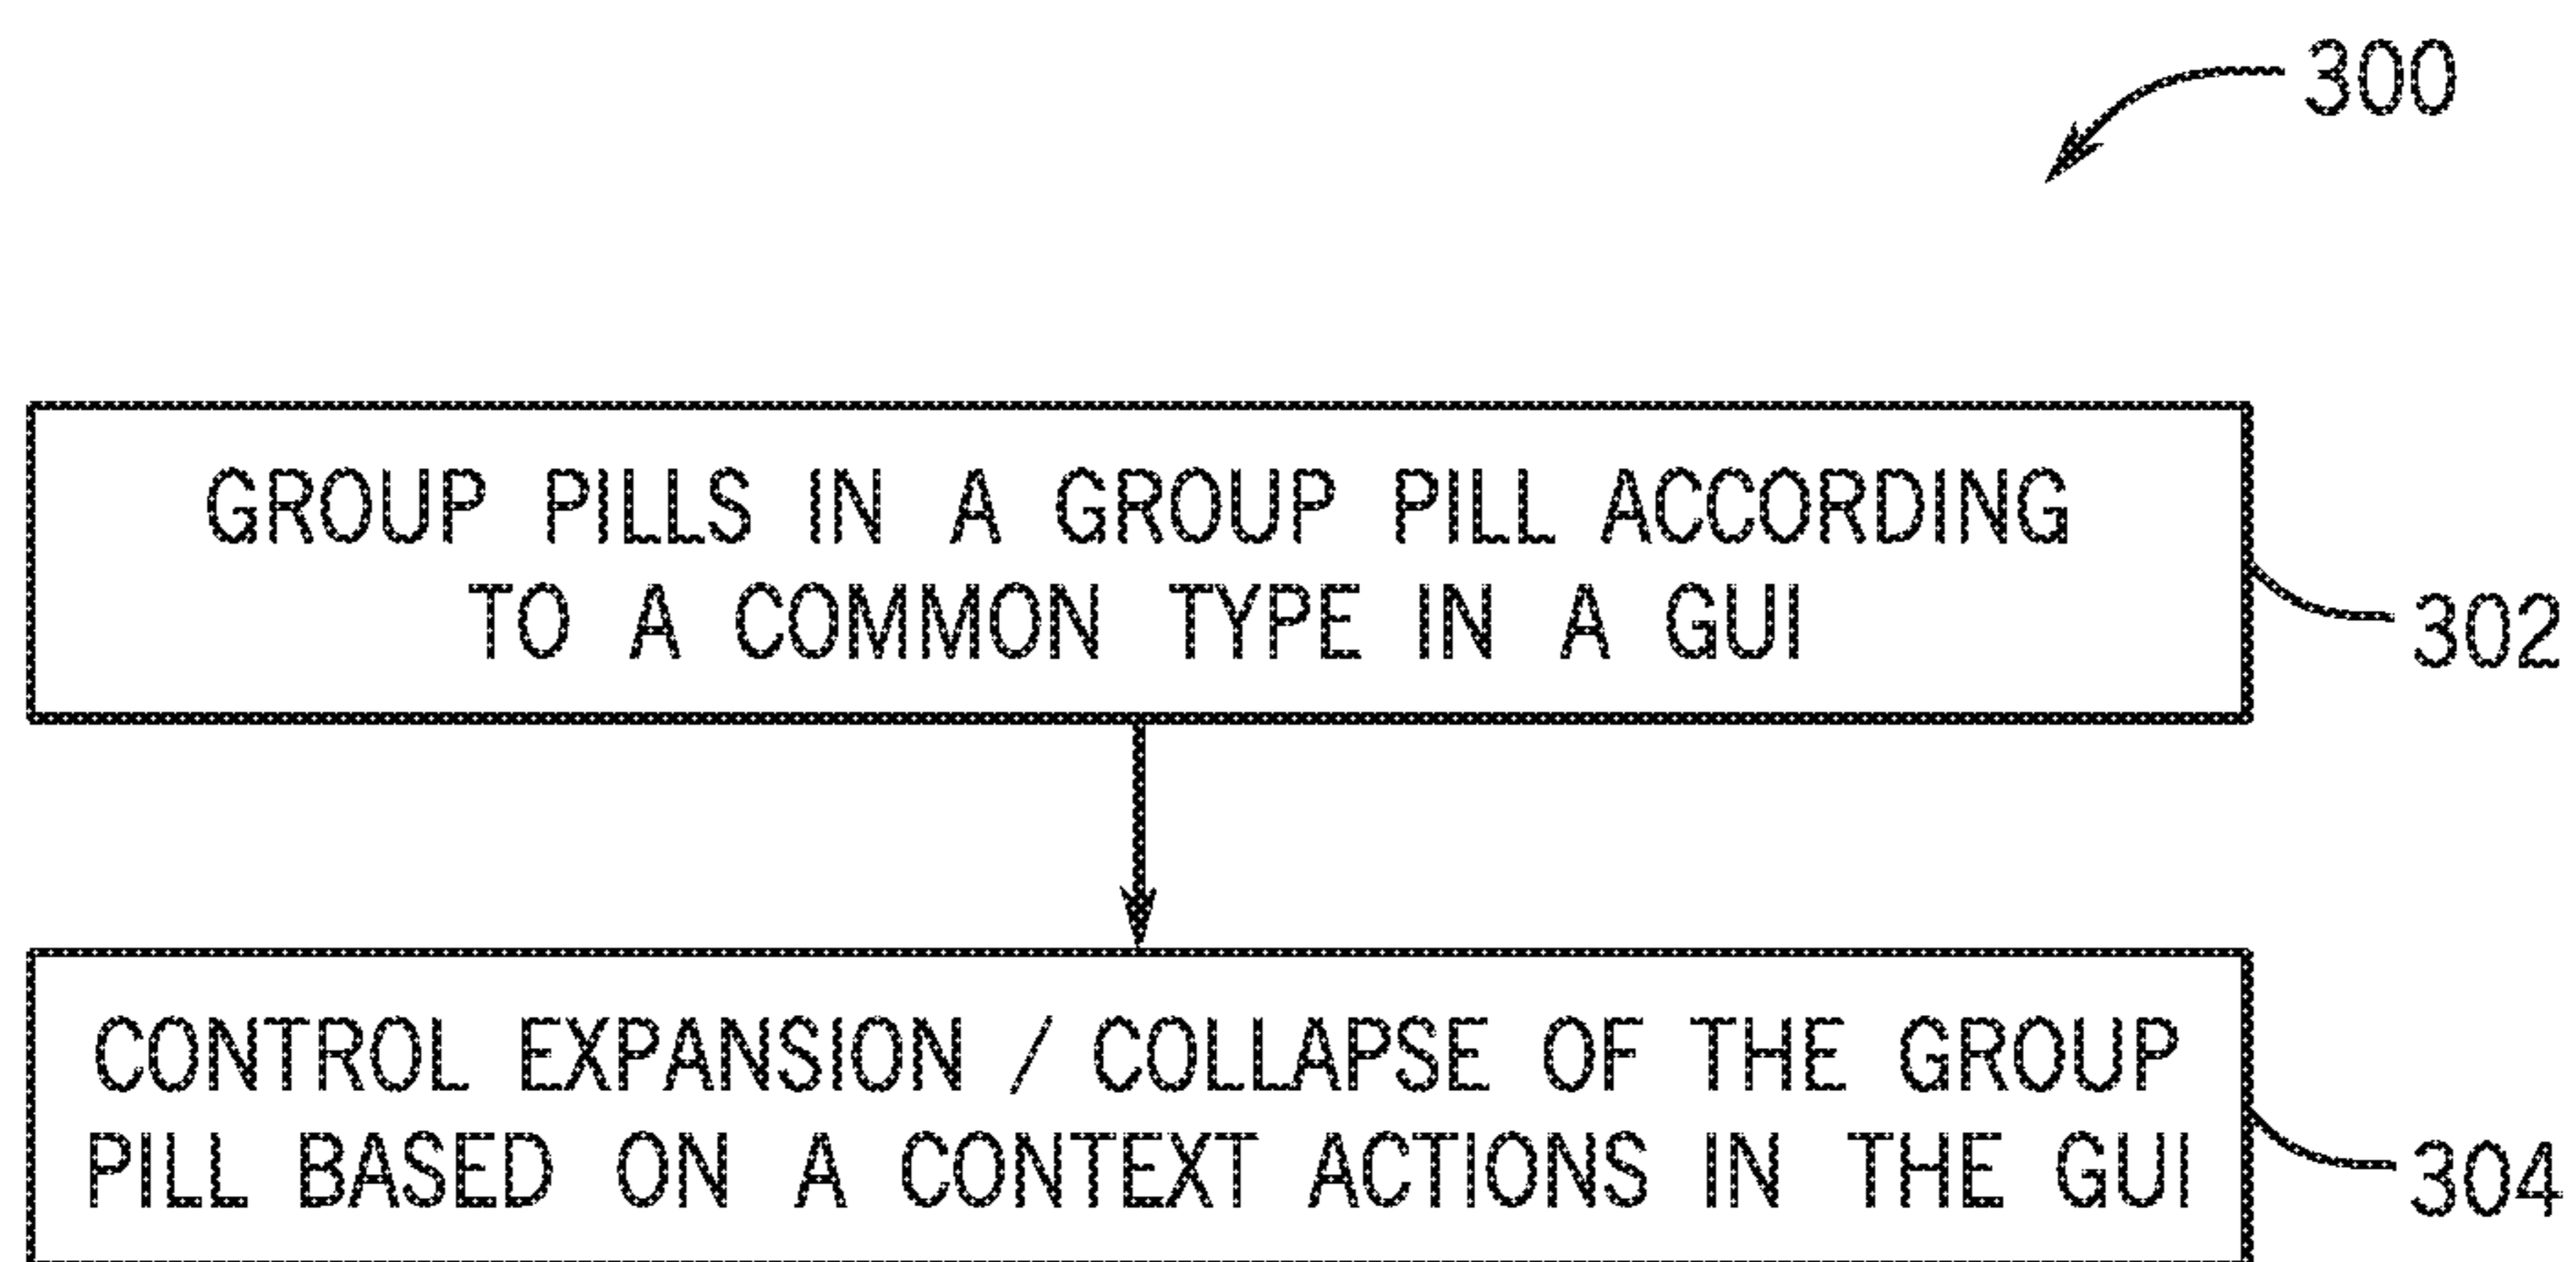 300
GROUP PILLS IN A GROUP PILL ACCORDING
TO A COMMON TYPE IN A GUI
302
CONTROL EXPANSION / COLLAPSE OF THE GROUP
PILL BASED ON A CONTEXT ACTIONS IN THE GUI
304